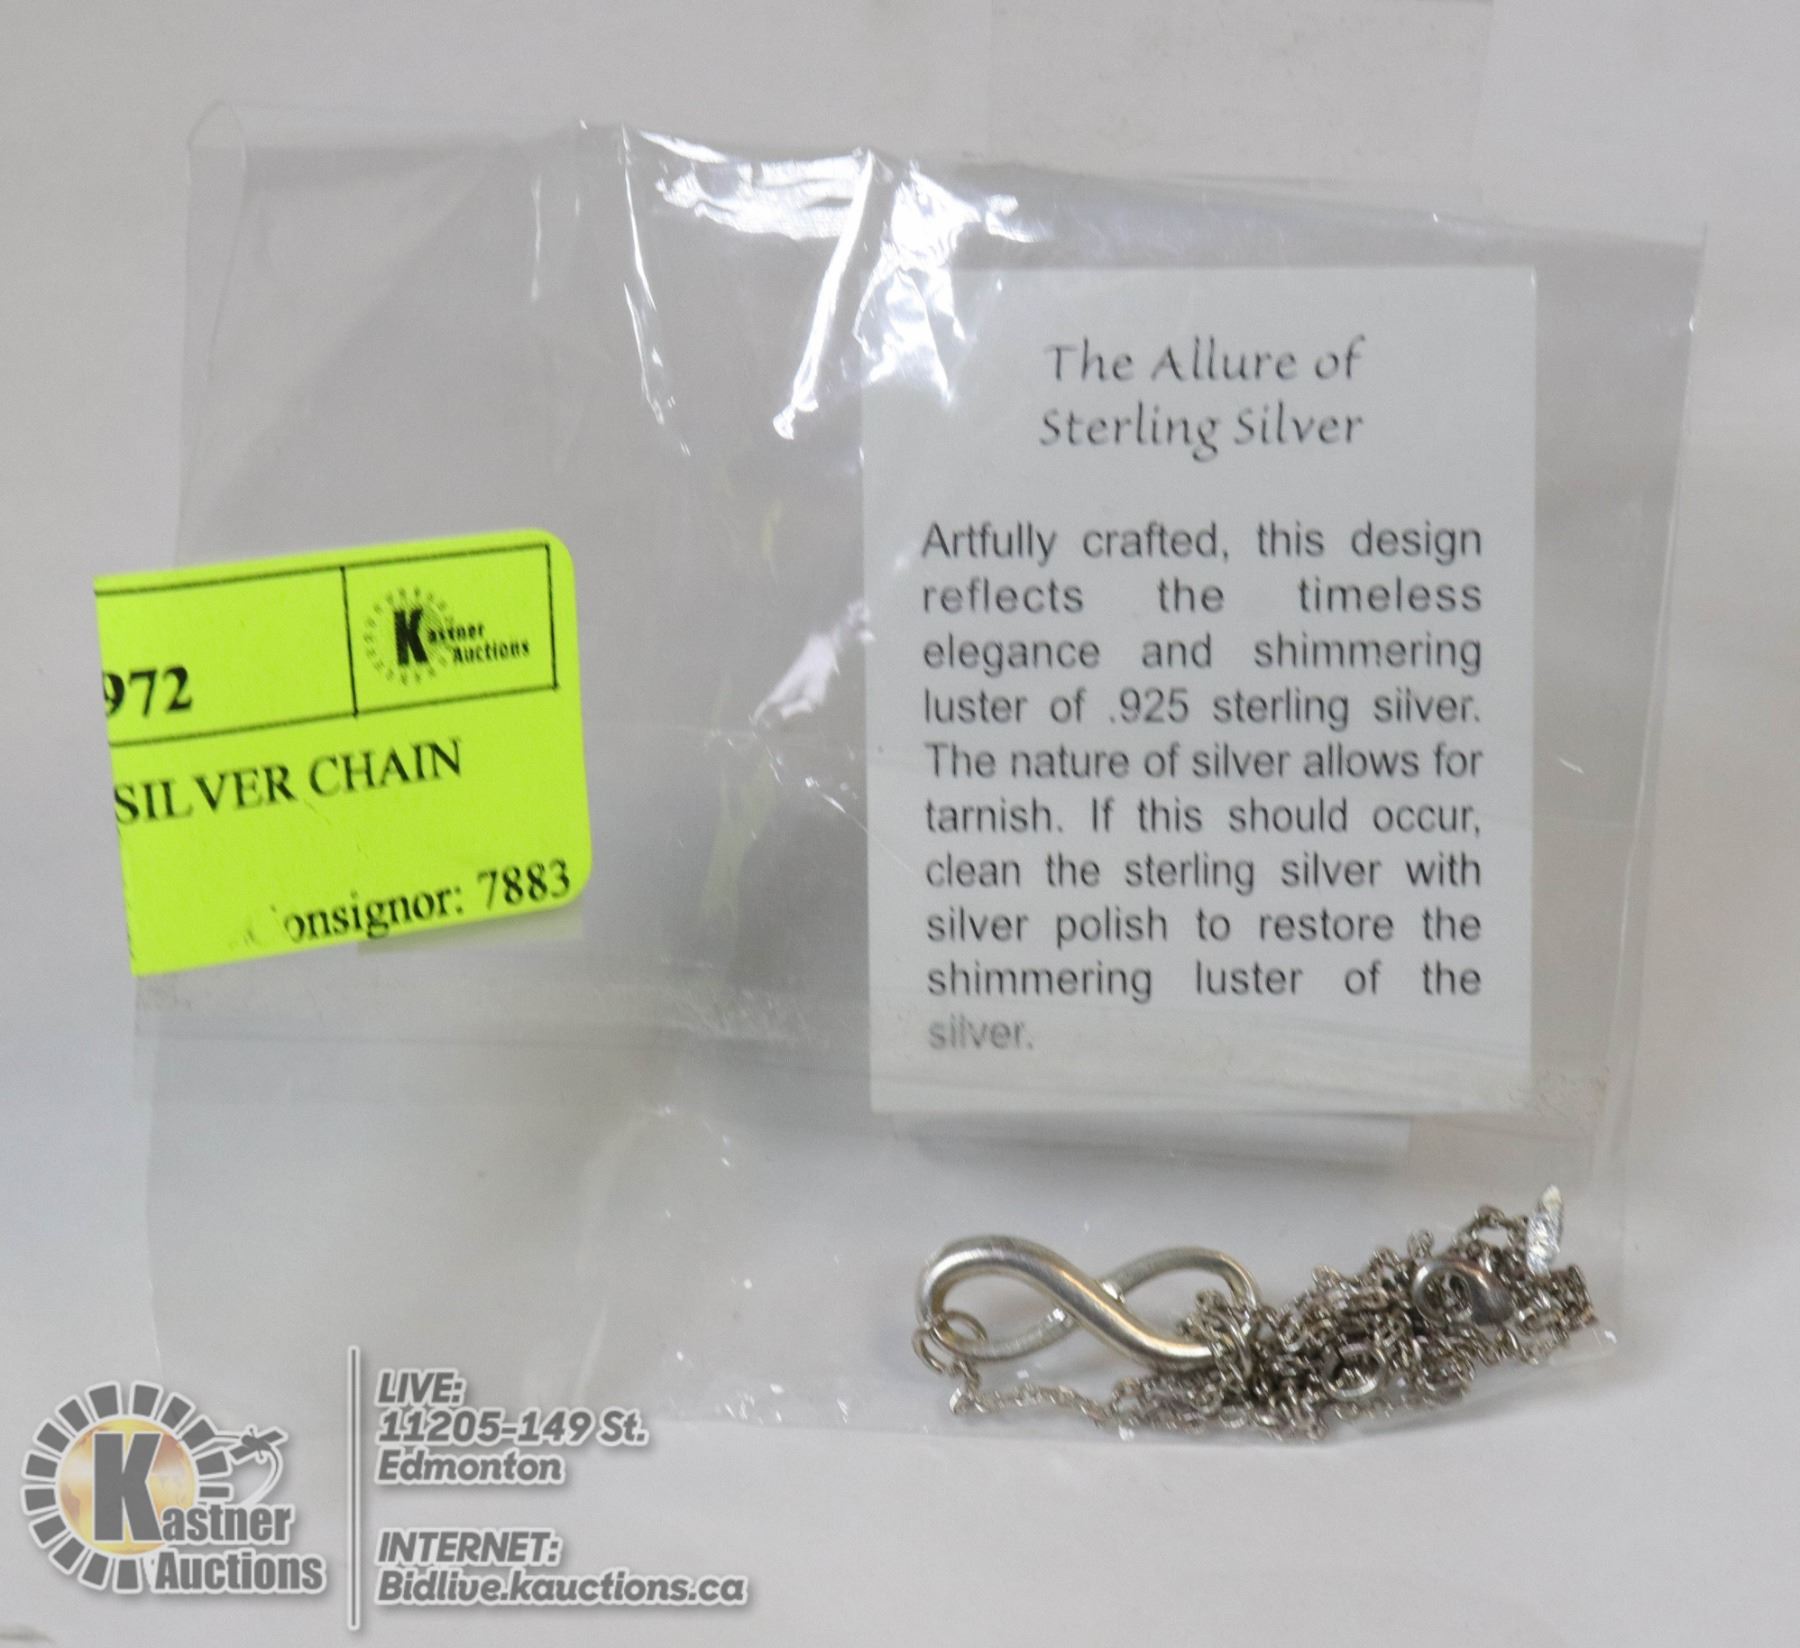 The Allure of
Sterling Silver
Artfully crafted, this design
reflects the timeless
elegance and shimmering
luster of .925 sterling silver.
The nature of silver allows for
tarnish. If this should occur,
clean the sterling silver with
silver polish to restore the
shimmering luster of the
silver.
972
Kastner
Auctions
SILVER CHAIN
onsignor: 7883
Kastner
Auctions
LIVE:
11205-149 St.
Edmonton
INTERNET:
Bidlive.kauctions.ca